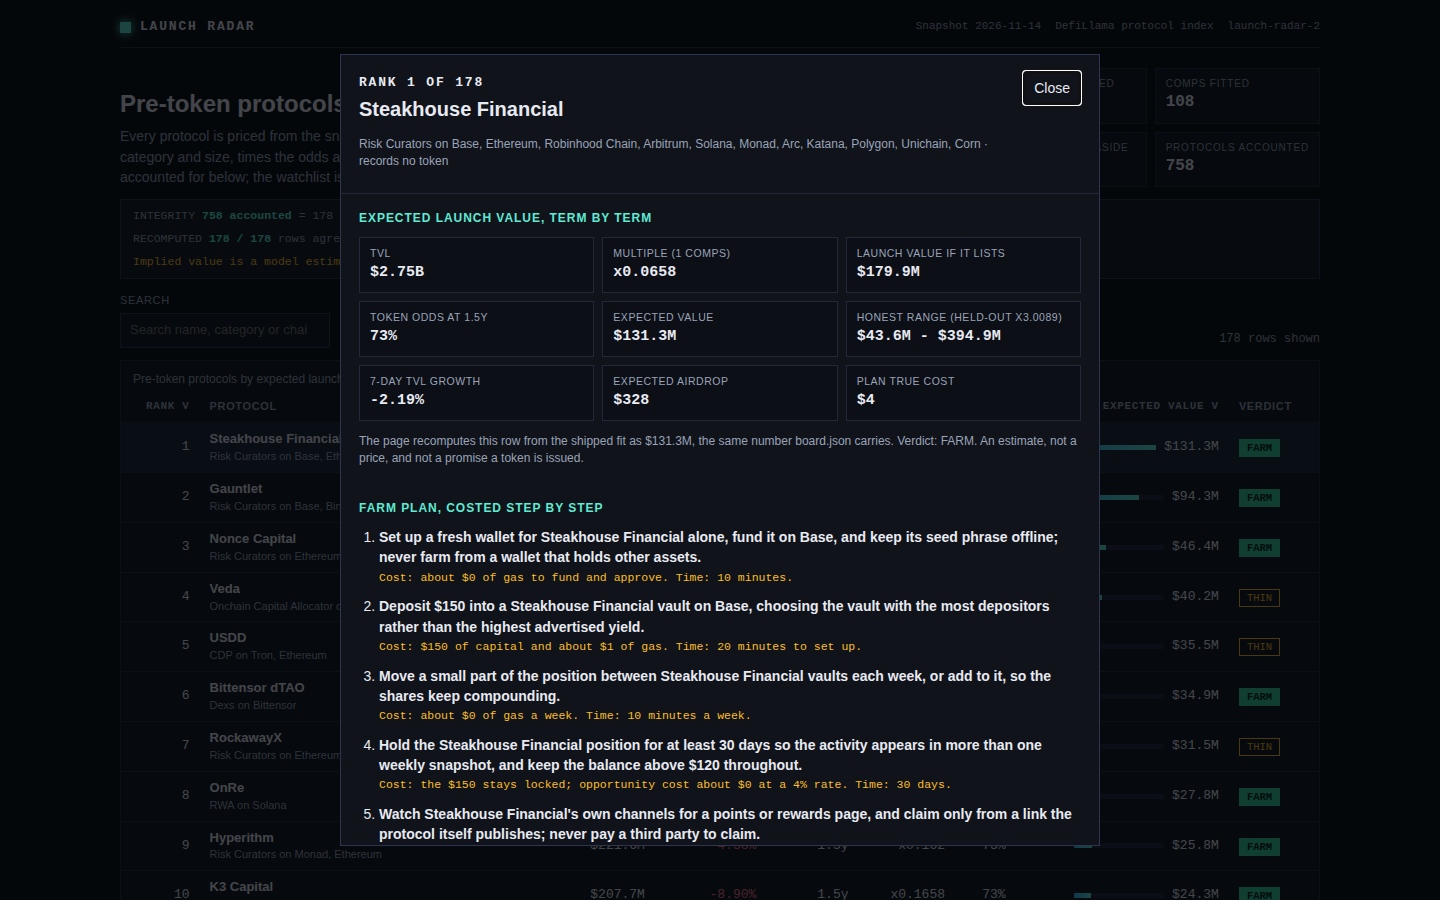 LAUNCH RADAR
Snapshot 2026-11-14 DefiLlama protocol index launch-radar-2
Pre-token protocols
Every protocol is priced from the
category and size, times the odds
accounted for below; the watchlist
COMPS FITTED
108
PROTOCOLS ACCOUNTED
758
INTEGRITY 758 accounted = 178
RECOMPUTED 178 / 178 rows
Implied value is a model
SEARCH
Search name, category or chai
178 rows shown
Pre-token protocols by expected
RANK V PROTOCOL EXPECTED VALUE V VERDICT
1 Steakhouse Financial $131.3M FARM
Risk Curators on Base,
2 Gauntlet $94.3M FARM
Risk Curators on Base,
3 Nonce Capital $46.4M FARM
Risk Curators on Ethereum
4 Veda $40.2M THIN
Onchain Capital Allocator
5 USDD $35.5M THIN
CDP on Tron, Ethereum
6 Bittensor dTAO $34.9M FARM
Dexs on Bittensor
7 RockawayX $31.5M THIN
Risk Curators on Ethereum
8 OnRe $27.8M FARM
RWA on Solana
9 Hyperithm $25.8M FARM
Risk Curators on Monad, Ethereum
10 K3 Capital $207.7M -8.90% 1.5y x0.1658 73% $24.3M FARM
RANK 1 OF 178
Close
Steakhouse Financial
Risk Curators on Base, Ethereum, Robinhood Chain, Arbitrum, Solana, Monad, Arc, Katana, Polygon, Unichain, Corn ·
records no token
EXPECTED LAUNCH VALUE, TERM BY TERM
TVL
$2.75B
MULTIPLE (1 COMPS)
x0.0658
LAUNCH VALUE IF IT LISTS
$179.9M
TOKEN ODDS AT 1.5Y
73%
EXPECTED VALUE
$131.3M
HONEST RANGE (HELD-OUT X3.0089)
$43.6M - $394.9M
7-DAY TVL GROWTH
-2.19%
EXPECTED AIRDROP
$328
PLAN TRUE COST
$4
The page recomputes this row from the shipped fit as $131.3M, the same number board.json carries. Verdict: FARM. An estimate, not a
price, and not a promise a token is issued.
FARM PLAN, COSTED STEP BY STEP
1. Set up a fresh wallet for Steakhouse Financial alone, fund it on Base, and keep its seed phrase offline;
never farm from a wallet that holds other assets.
Cost: about $0 of gas to fund and approve. Time: 10 minutes.
2. Deposit $150 into a Steakhouse Financial vault on Base, choosing the vault with the most depositors
rather than the highest advertised yield.
Cost: $150 of capital and about $1 of gas. Time: 20 minutes to set up.
3. Move a small part of the position between Steakhouse Financial vaults each week, or add to it, so the
shares keep compounding.
Cost: about $0 of gas a week. Time: 10 minutes a week.
4. Hold the Steakhouse Financial position for at least 30 days so the activity appears in more than one
weekly snapshot, and keep the balance above $120 throughout.
Cost: the $150 stays locked; opportunity cost about $0 at a 4% rate. Time: 30 days.
5. Watch Steakhouse Financial's own channels for a points or rewards page, and claim only from a link the
protocol itself publishes; never pay a third party to claim.